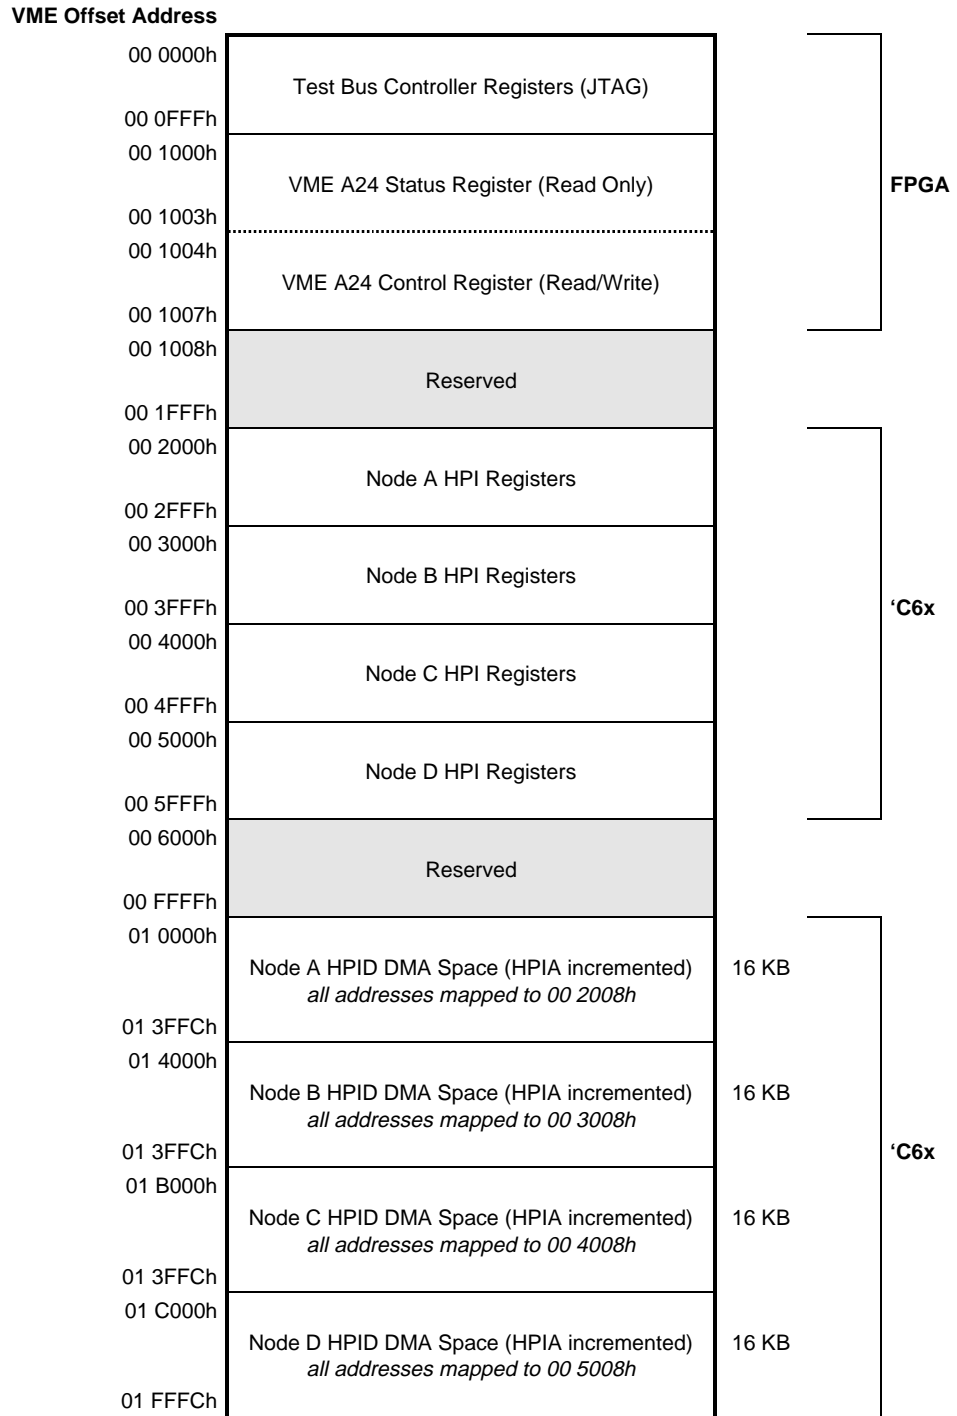 VME Offset Address
00 0000h
Test Bus Controller Registers (JTAG)
00 0FFFh
00 1000h
VME A24 Status Register (Read Only)
FPGA
00 1003h
00 1004h
VME A24 Control Register (Read/Write)
00 1007h
00 1008h
Reserved
00 1FFFh
00 2000h
Node A HPI Registers
00 2FFFh
00 3000h
Node B HPI Registers
00 3FFFh
‘C6x
00 4000h
Node C HPI Registers
00 4FFFh
00 5000h
Node D HPI Registers
00 5FFFh
00 6000h
Reserved
00 FFFFh
01 0000h
Node A HPID DMA Space (HPIA incremented) 16 KB
all addresses mapped to 00 2008h
01 3FFCh
01 4000h
Node B HPID DMA Space (HPIA incremented) 16 KB
all addresses mapped to 00 3008h
01 3FFCh
‘C6x
01 B000h
Node C HPID DMA Space (HPIA incremented) 16 KB
all addresses mapped to 00 4008h
01 3FFCh
01 C000h
Node D HPID DMA Space (HPIA incremented) 16 KB
all addresses mapped to 00 5008h
01 FFFCh